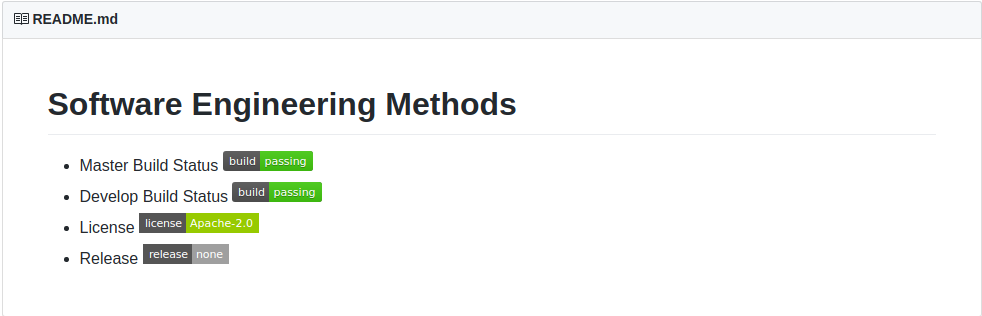 README.md
Software Engineering Methods
Master Build Status build passing
Develop Build Status build passing
License license Apache-2.0
Release release none